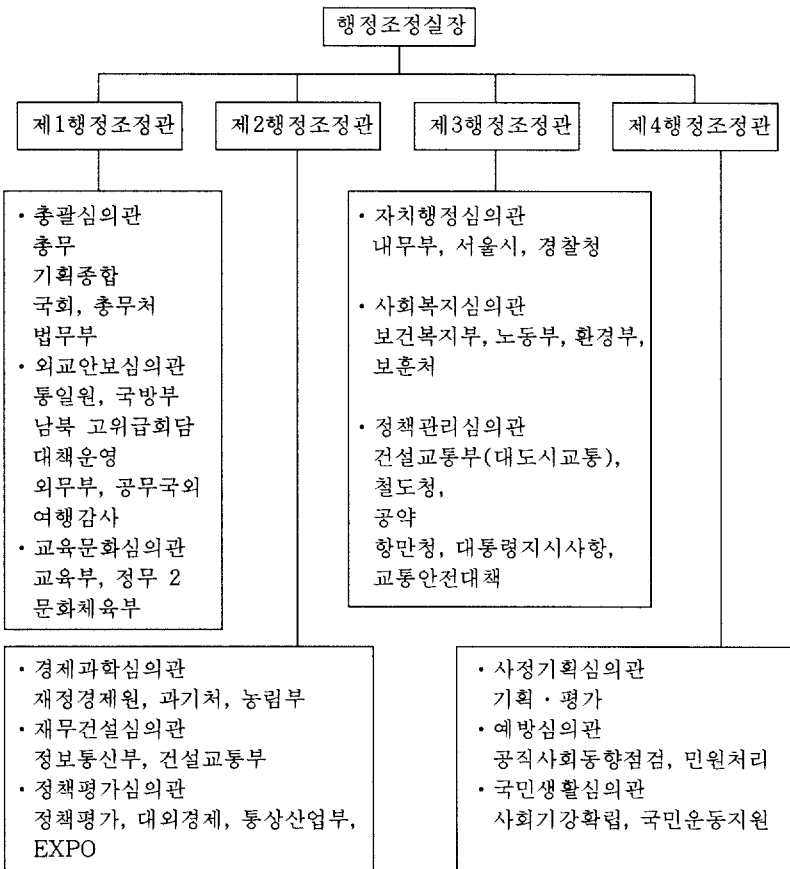 행정조정실장
제1행정조정관
제2행정조정관
제3행정조정관
제4행정조정관
· 총괄심의관
총무
기획종합
국회, 총무처
법무부
· 외교안보심의관
통일원, 국방부
남북 고위급회담
대책운영
외무부, 공무국외
여행감사
· 교육문화심의관
교육부, 정무 2
문화체육부
· 자치행정심의관
내무부, 서울시, 경찰청
· 사회복지심의관
보건복지부, 노동부, 환경부,
보훈처
· 정책관리심의관
건설교통부(대도시교통),
철도청,
공약
항만청, 대통령지시사항,
교통안전대책
· 경제과학심의관
재정경제원, 과기처, 농림부
· 재무건설심의관
정보통신부, 건설교통부
· 정책평가심의관
정책평가, 대외경제, 통상산업부,
EXPO
· 사정기획심의관
기획 · 평가
· 예방심의관
공직사회동향점검, 민원처리
· 국민생활심의관
사회기강확립, 국민운동지원